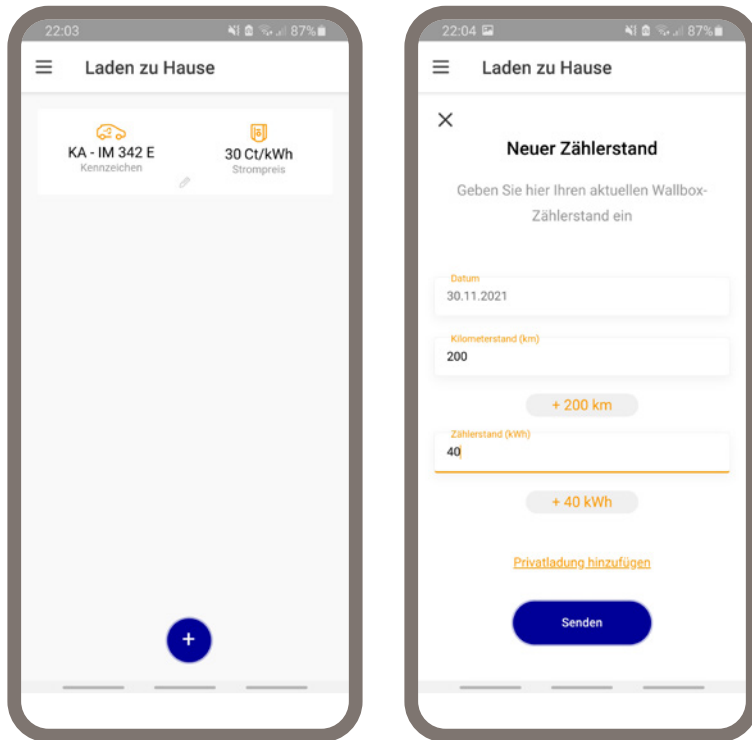 22:03 87%
Laden zu Hause
KA - IM 342 E
Kennzeichen
30 Ct/kWh
Strompreis
+
22:04 87%
Laden zu Hause
Neuer Zählerstand
Geben Sie hier Ihren aktuellen Wallbox-
Zählerstand ein
Datum
30.11.2021
Kilometerstand (km)
200
+ 200 km
Zählerstand (kWh)
40
+ 40 kWh
Privatladung hinzufügen
Senden